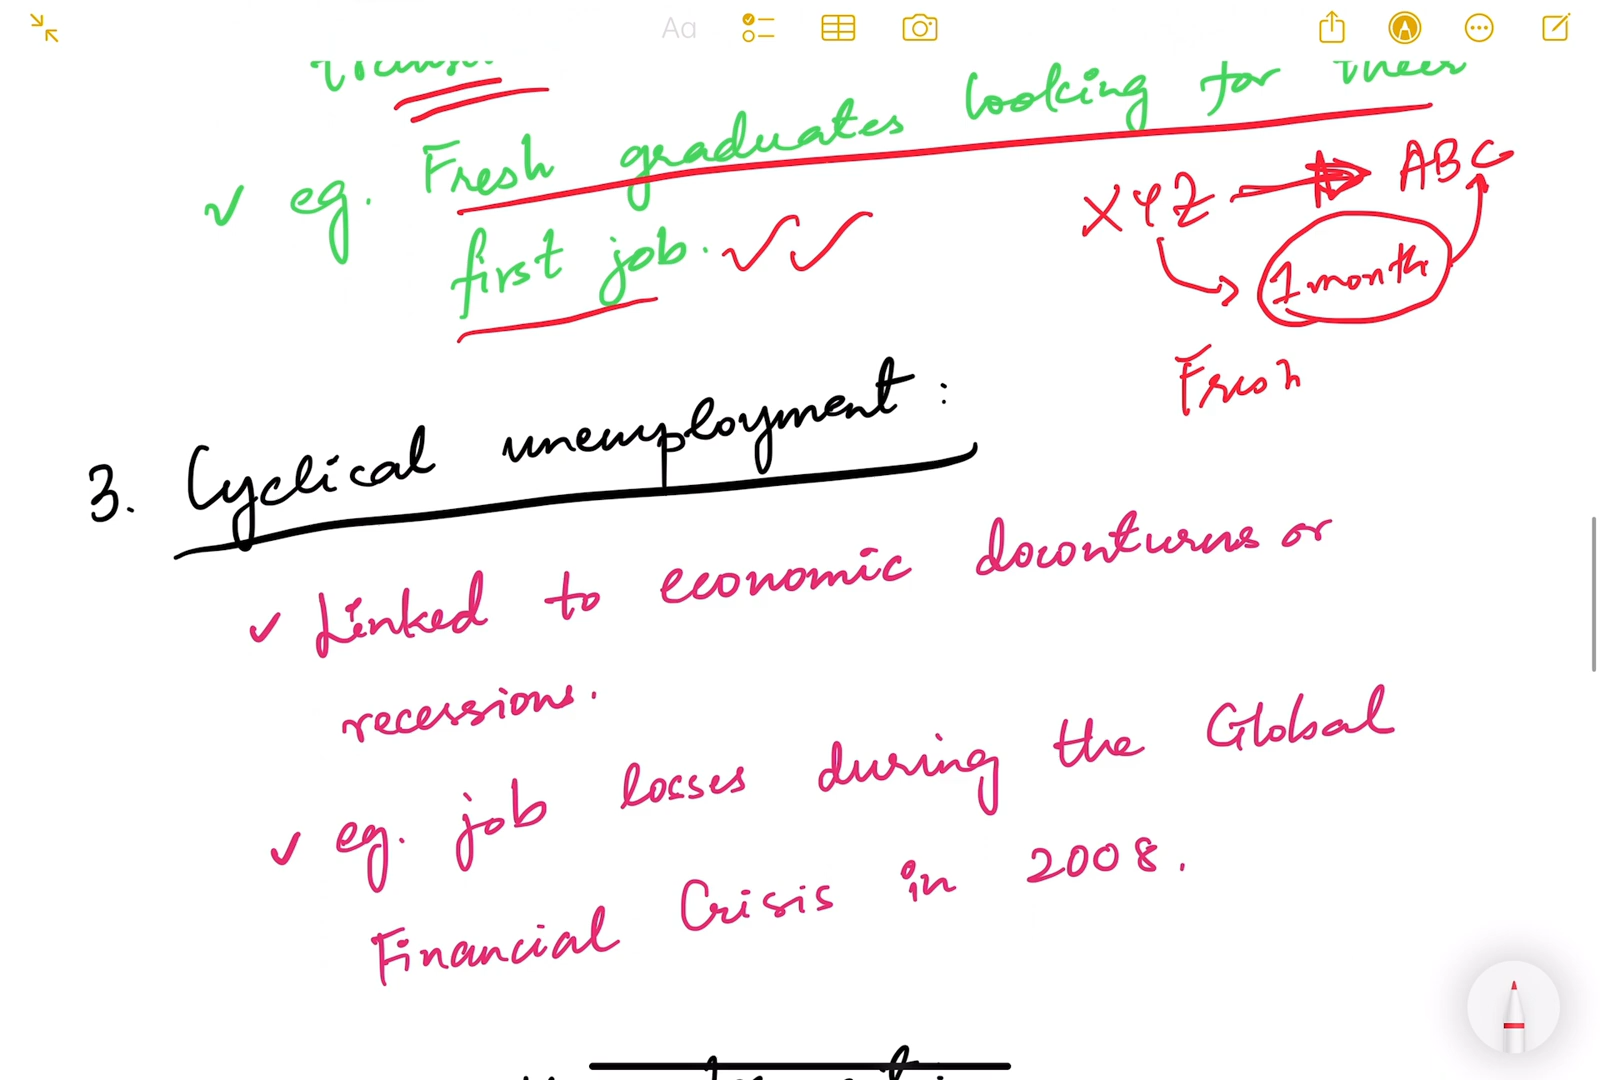 Aa
eg. Fresh graduates looking for their
first job.
XYZ → ABC
1 month
Fresh
3. Cyclical unemployment:
✓ Linked to economic downturns or
recessions.
✓ eg. job losses during the Global
Financial Crisis in 2008.